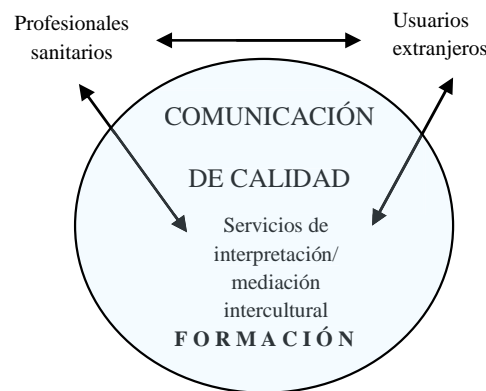 Profesionales
sanitarios
Usuarios
extranjeros
COMUNICACIÓN
DE CALIDAD
Servicios de
interpretación/
mediación
intercultural
FORMACIÓN